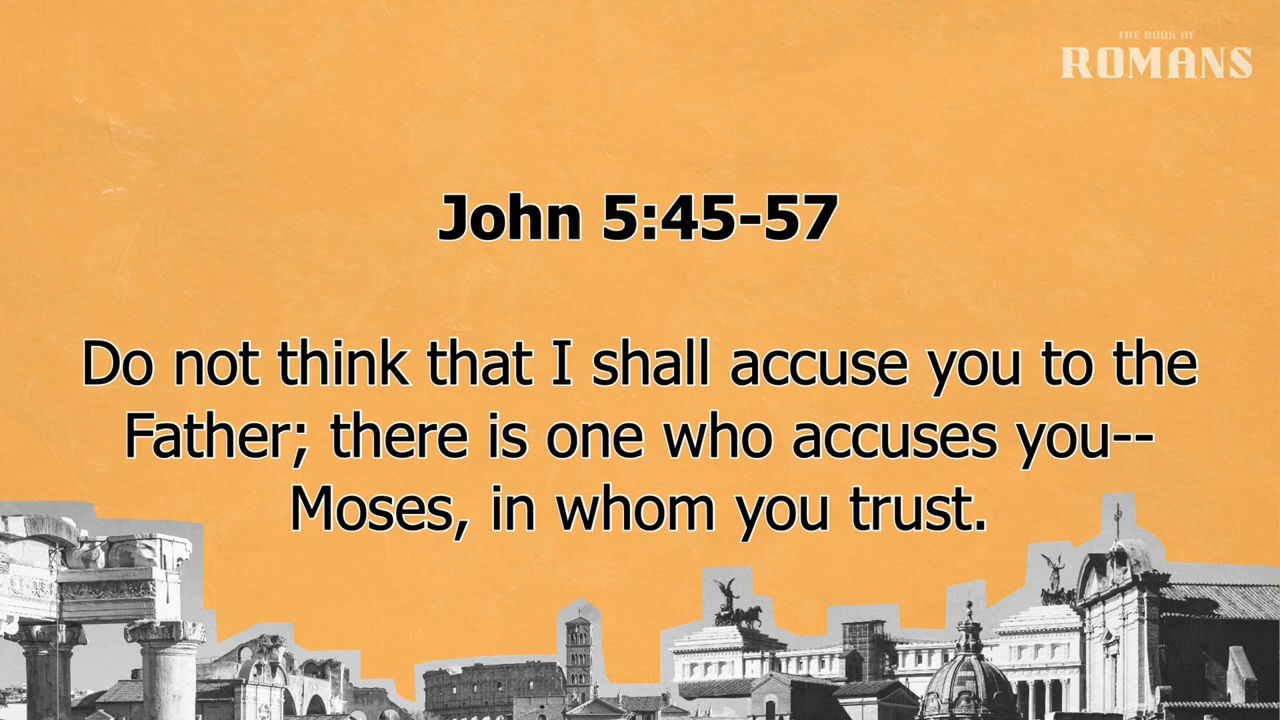 THE BOOK OF
ROMANS
John 5:45-57
Do not think that I shall accuse you to the
Father; there is one who accuses you--
Moses, in whom you trust.